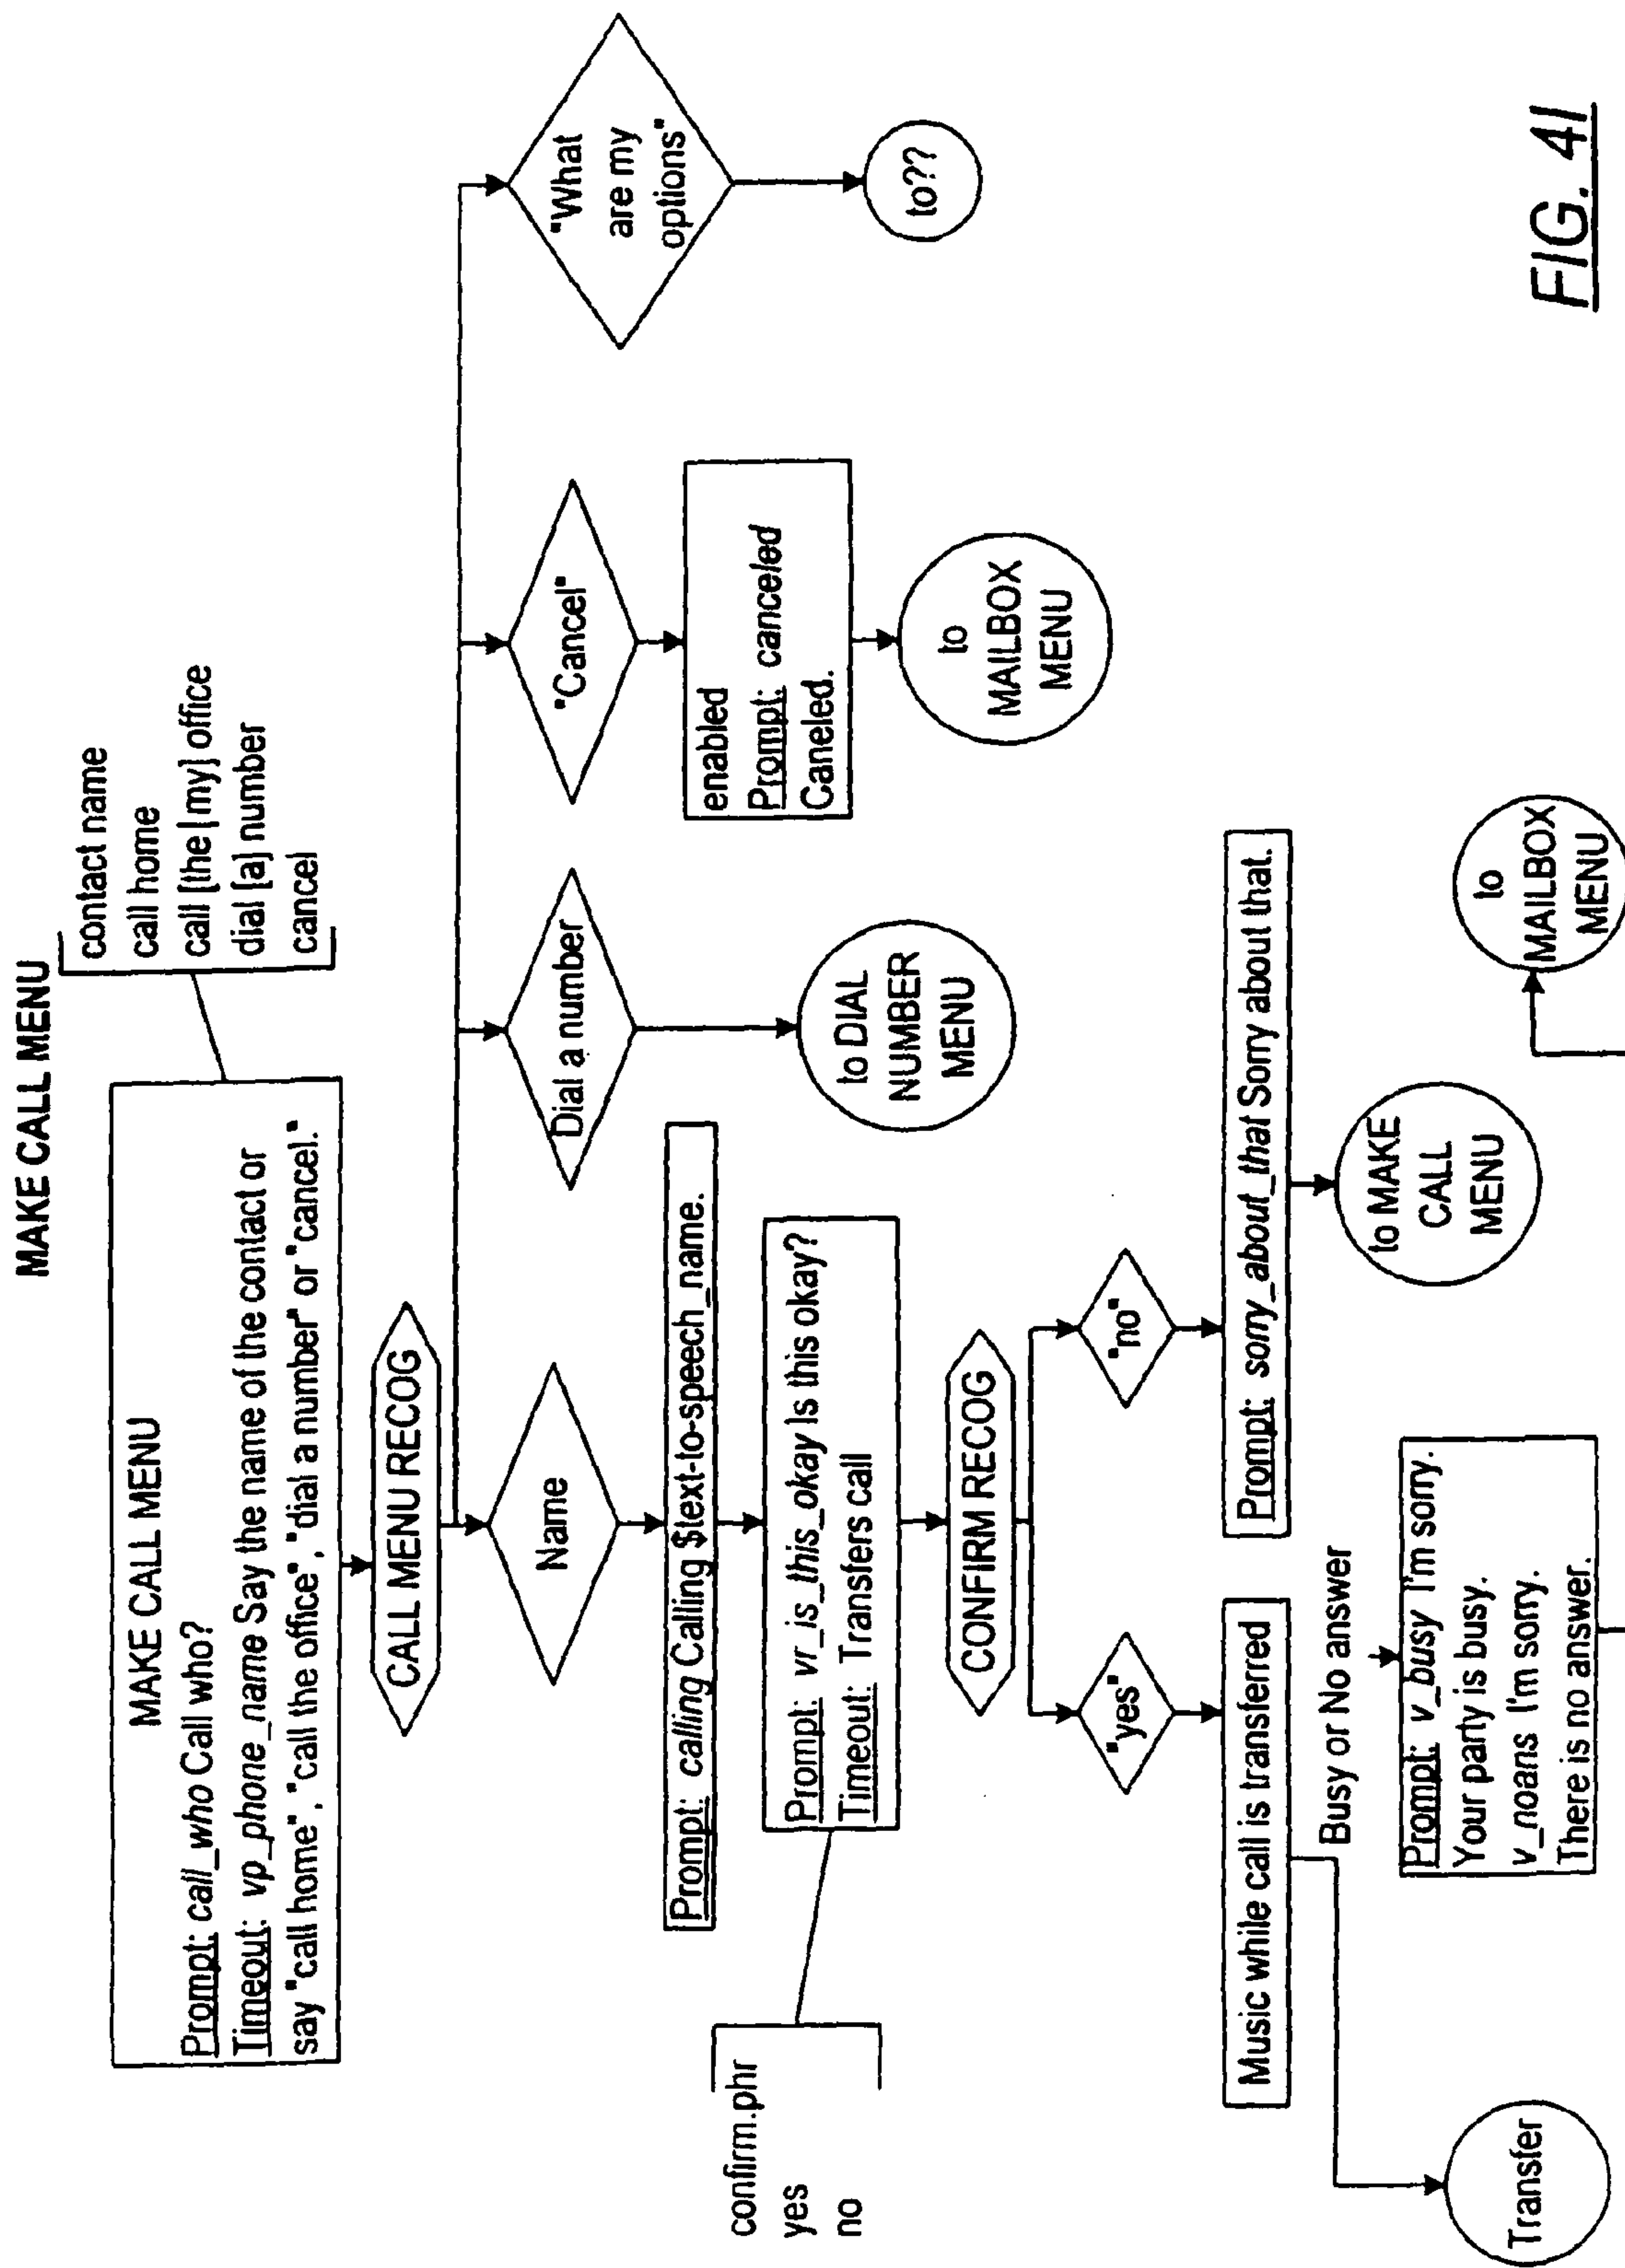 MAKE CALL MENU
MAKE CALL MENU
Prompt: call_who Call who?
Timeout: vp_phone_name Say the name of the contact or
say "call home", "call the office", "dial a number" or "cancel."
contact name
call home
call [the|my] office
dial [a] number
cancel
CALL MENU RECOG
Name
Dial a number
"Cancel"
"What
are my
options"
Prompt: calling Calling $text-to-speech_name.
enabled
Prompt: canceled
Caneled.
to??
confirm.phr
yes
no
Prompt: vr_is_this_okay Is this okay?
Timeout: Transfers call
to DIAL
NUMBER
MENU
to
MAILBOX
MENU
CONFIRM RECOG
"yes"
"no"
Music while call is transferred
Prompt: sorry_about_that Sorry about that.
Busy or No answer
to MAKE
CALL
MENU
Prompt: v_busy I'm sorry.
Your party is busy.
v_noans I'm sorry.
There is no answer.
to
MAILBOX
MENU
Transfer
FIG. 4I